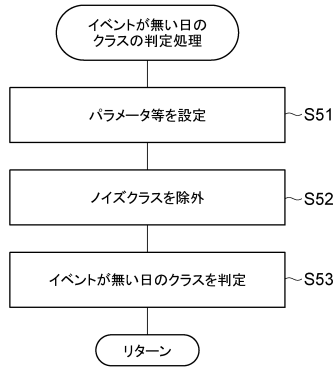 イベントが無い日の
クラスの判定処理
パラメータ等を設定
S51
ノイズクラスを除外
S52
イベントが無い日のクラスを判定
S53
リターン